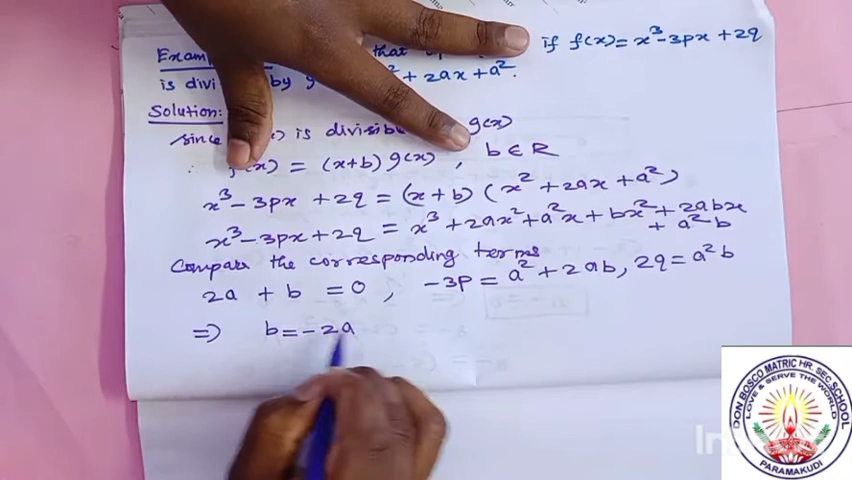 Exam that if f(x) = x³ - 3px + 2q
is divi by g ² + 2ax + a².
Solution:
since is divisib g(x)
∴ (x) = (x+b) g(x) , b ∈ R
x³ - 3px + 2q = (x+b) (x² + 2ax + a²)
x³ - 3px + 2q = x³ + 2ax² + a²x + bx² + 2abx
+ a²b
Compare the corresponding terms
2a + b = 0 , -3p = a² + 2ab, 2q = a²b
⇒ b = -2a
DON BOSCO MATRIC HR. SEC. SCHOOL
LOVE & SERVE THE WORLD
PARAMAKUDI